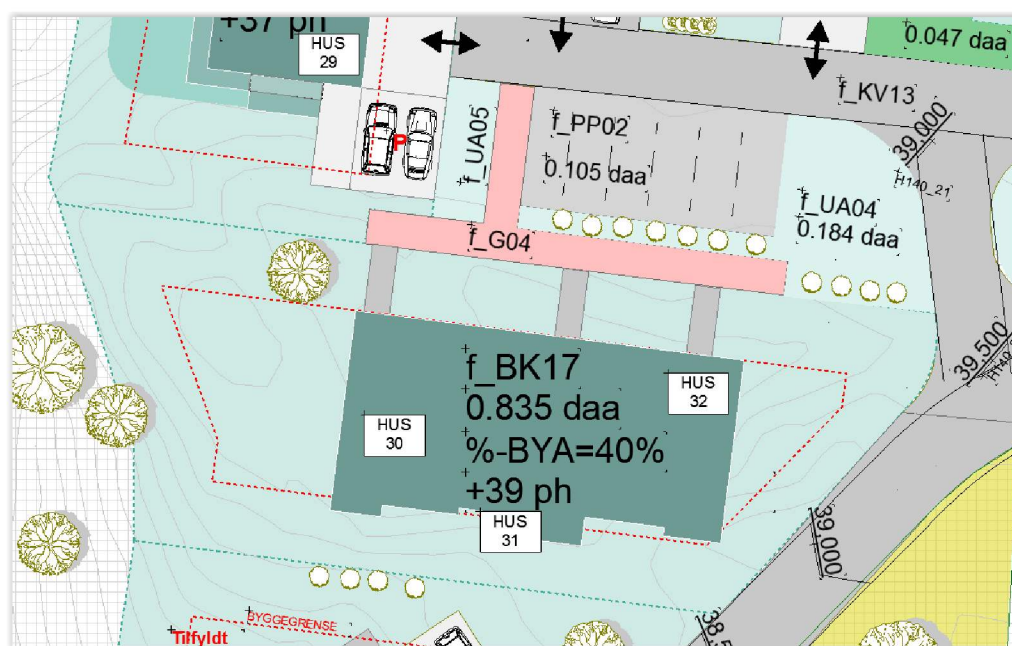 +37 ph
HUS
29
0.047 daa
f_KV13
39,000
P
f_UA05
f_PP02
0.105 daa
H140_21
f_UA04
0.184 daa
f_G04
39,500
f_BK17
0.835 daa
%-BYA=40%
+39 ph
HUS
30
HUS
32
HUS
31
39,000
BYGGEGRENSE
Tilfyldt